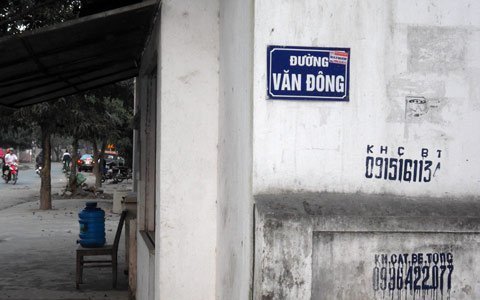 ĐƯỜNG
VĂN ĐÔNG
KHC BT
0915161134
KH.CAT.BE.TONG
0936422077